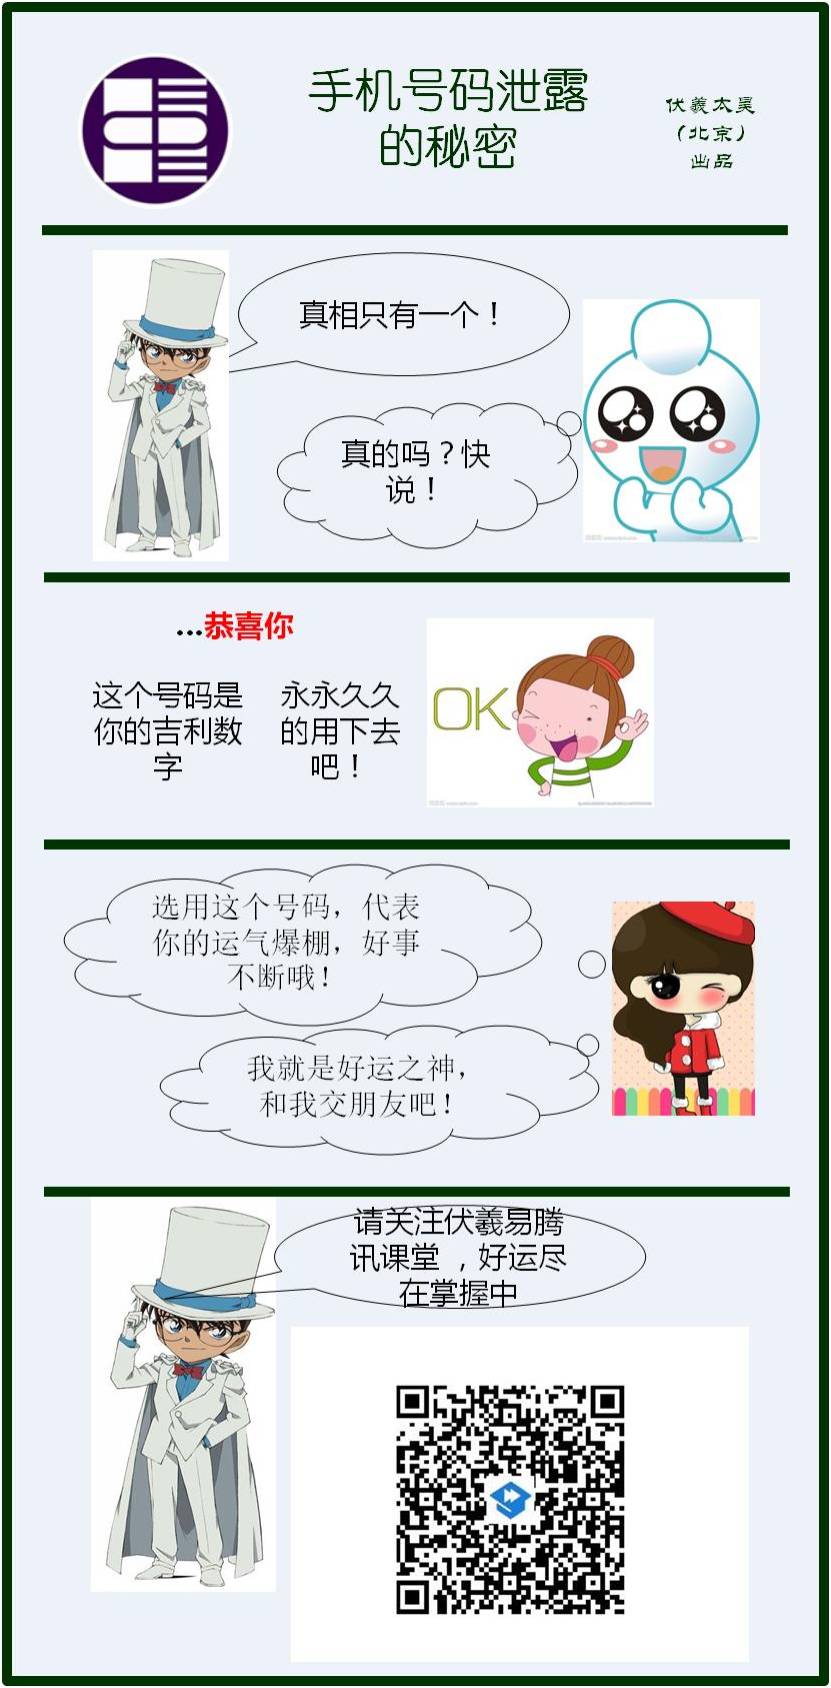 手机号码泄露
的秘密
伏羲太昊
（北京）
出品
真相只有一个！
真的吗？快
说！
...恭喜你
这个号码是
你的吉利数
字
永永久久
的用下去
吧！
OK
选用这个号码，代表
你的运气爆棚，好事
不断哦！
我就是好运之神，
和我交朋友吧！
请关注伏羲易腾
讯课堂 ，好运尽
在掌握中